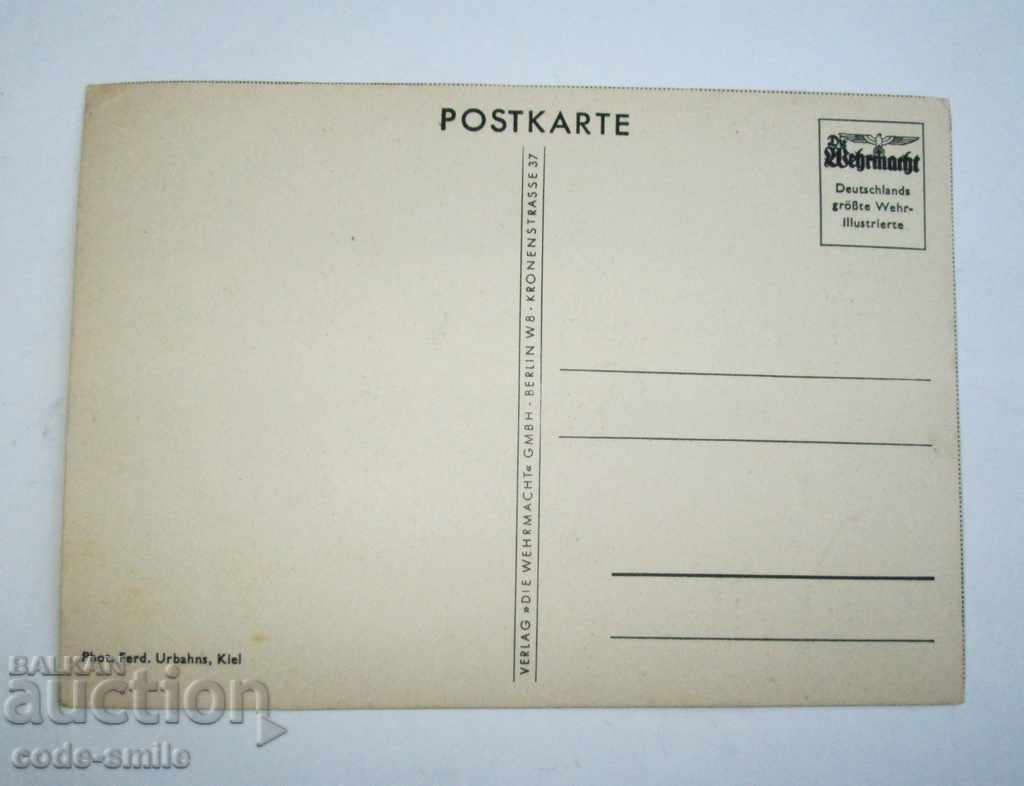 POSTKARTE
Die
Wehrmacht
Deutschlands
größte Wehr-
Illustrierte
VERLAG »DIE WEHRMACHT« GMBH · BERLIN W8 · KRONENSTRASSE 37
Phot. Ferd. Urbahns, Kiel
BALKAN
auction
code-smile